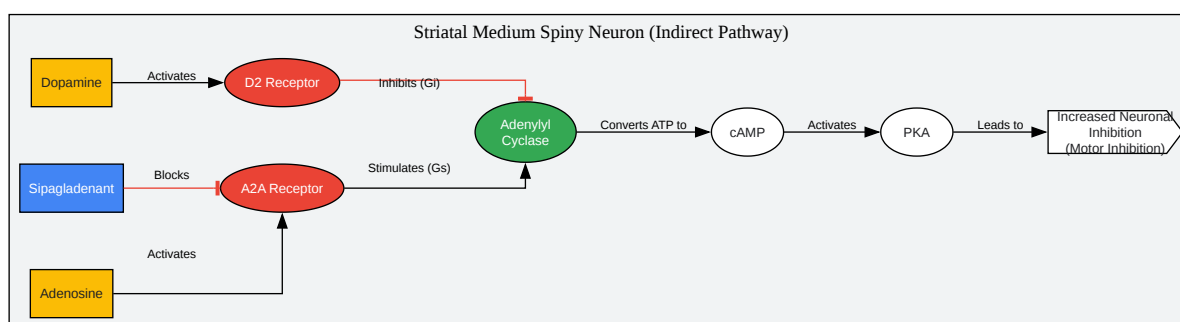 Striatal Medium Spiny Neuron (Indirect Pathway)
Dopamine
Activates
D2 Receptor
Inhibits (Gi)
Adenylyl
Cyclase
Converts ATP to
cAMP
Activates
PKA
Leads to
Increased Neuronal
Inhibition
(Motor Inhibition)
Sipagladenant
Blocks
A2A Receptor
Stimulates (Gs)
Activates
Adenosine